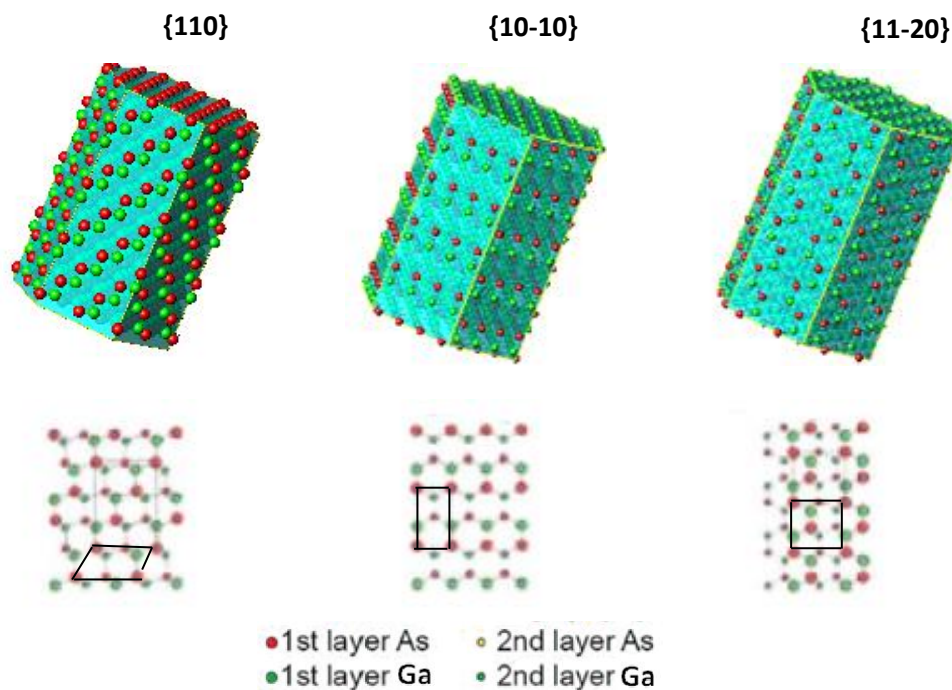 {110} {10-10} {11-20}
1st layer As 2nd layer As
1st layer Ga 2nd layer Ga